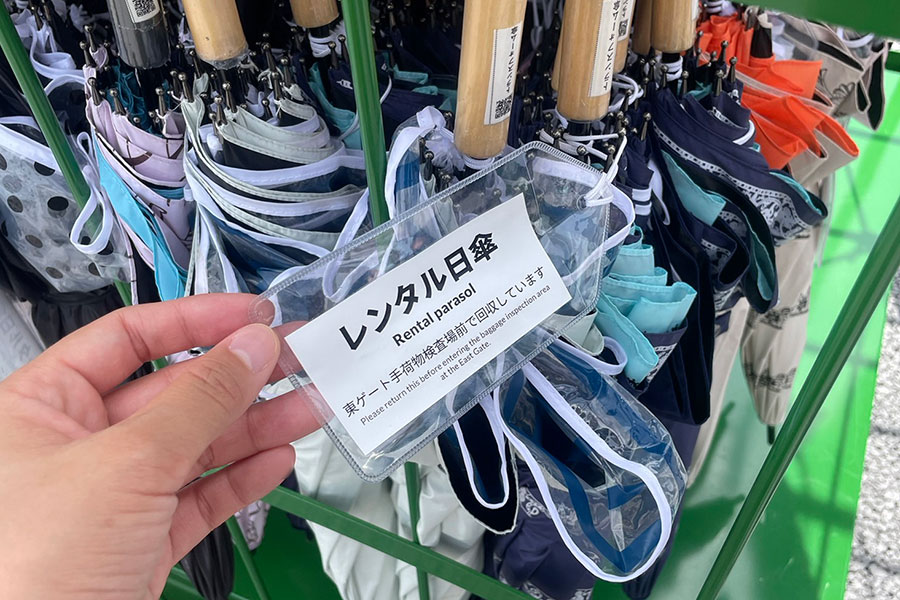 レンタル日傘
Rental parasol
東ゲート手荷物検査場前で回収しています
Please return this before entering the baggage inspection area
at the East Gate.